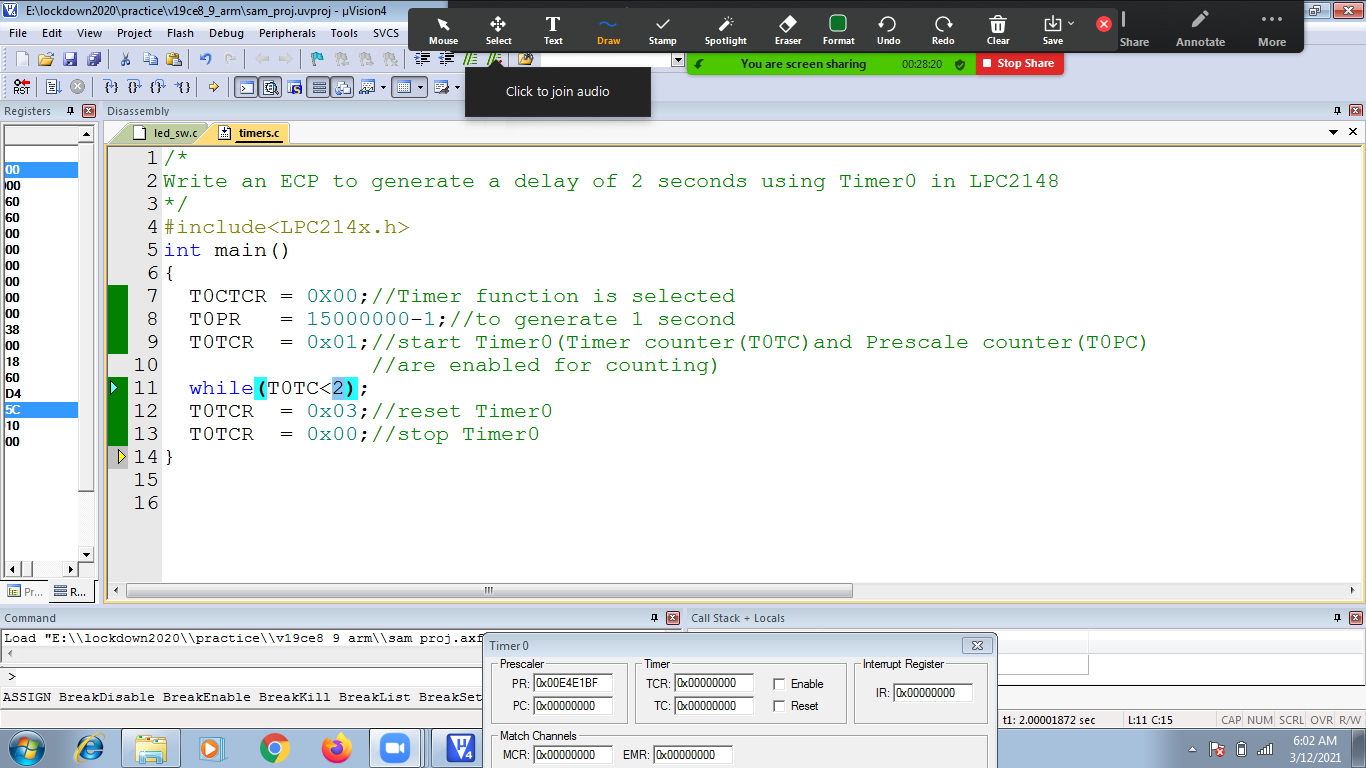 E:\lockdown2020\practice\v19ce8_9_arm\sam_proj.uvproj - µVision4
File Edit View Project Flash Debug Peripherals Tools SVCS
Mouse Select Text Draw Stamp Spotlight Eraser Format Undo Redo Clear Save Share Annotate More
You are screen sharing 00:28:20 Stop Share
Click to join audio
RST
Registers
Disassembly
led_sw.c timers.c
00
00
60
60
00
00
00
00
00
00
38
00
18
60
D4
5C
10
00
1 /*
2 Write an ECP to generate a delay of 2 seconds using Timer0 in LPC2148
3 */
4 #include<LPC214x.h>
5 int main()
6 {
7 T0CTCR = 0X00;//Timer function is selected
8 T0PR = 15000000-1;//to generate 1 second
9 T0TCR = 0x01;//start Timer0(Timer counter(T0TC)and Prescale counter(T0PC)
10 //are enabled for counting)
11 while(T0TC<2);
12 T0TCR = 0x03;//reset Timer0
13 T0TCR = 0x00;//stop Timer0
14 }
15
16
Pr... R...
Command
Load "E:\\lockdown2020\\practice\\v19ce8 9 arm\\sam proj.axf
>
ASSIGN BreakDisable BreakEnable BreakKill BreakList BreakSet
Call Stack + Locals
Timer 0
Prescaler
PR: 0x00E4E1BF
PC: 0x00000000
Timer
TCR: 0x00000000 Enable
TC: 0x00000000 Reset
Interrupt Register
IR: 0x00000000
Match Channels
MCR: 0x00000000 EMR: 0x00000000
t1: 2.00001872 sec L:11 C:15 CAP NUM SCRL OVR R/W
6:02 AM
3/12/2021